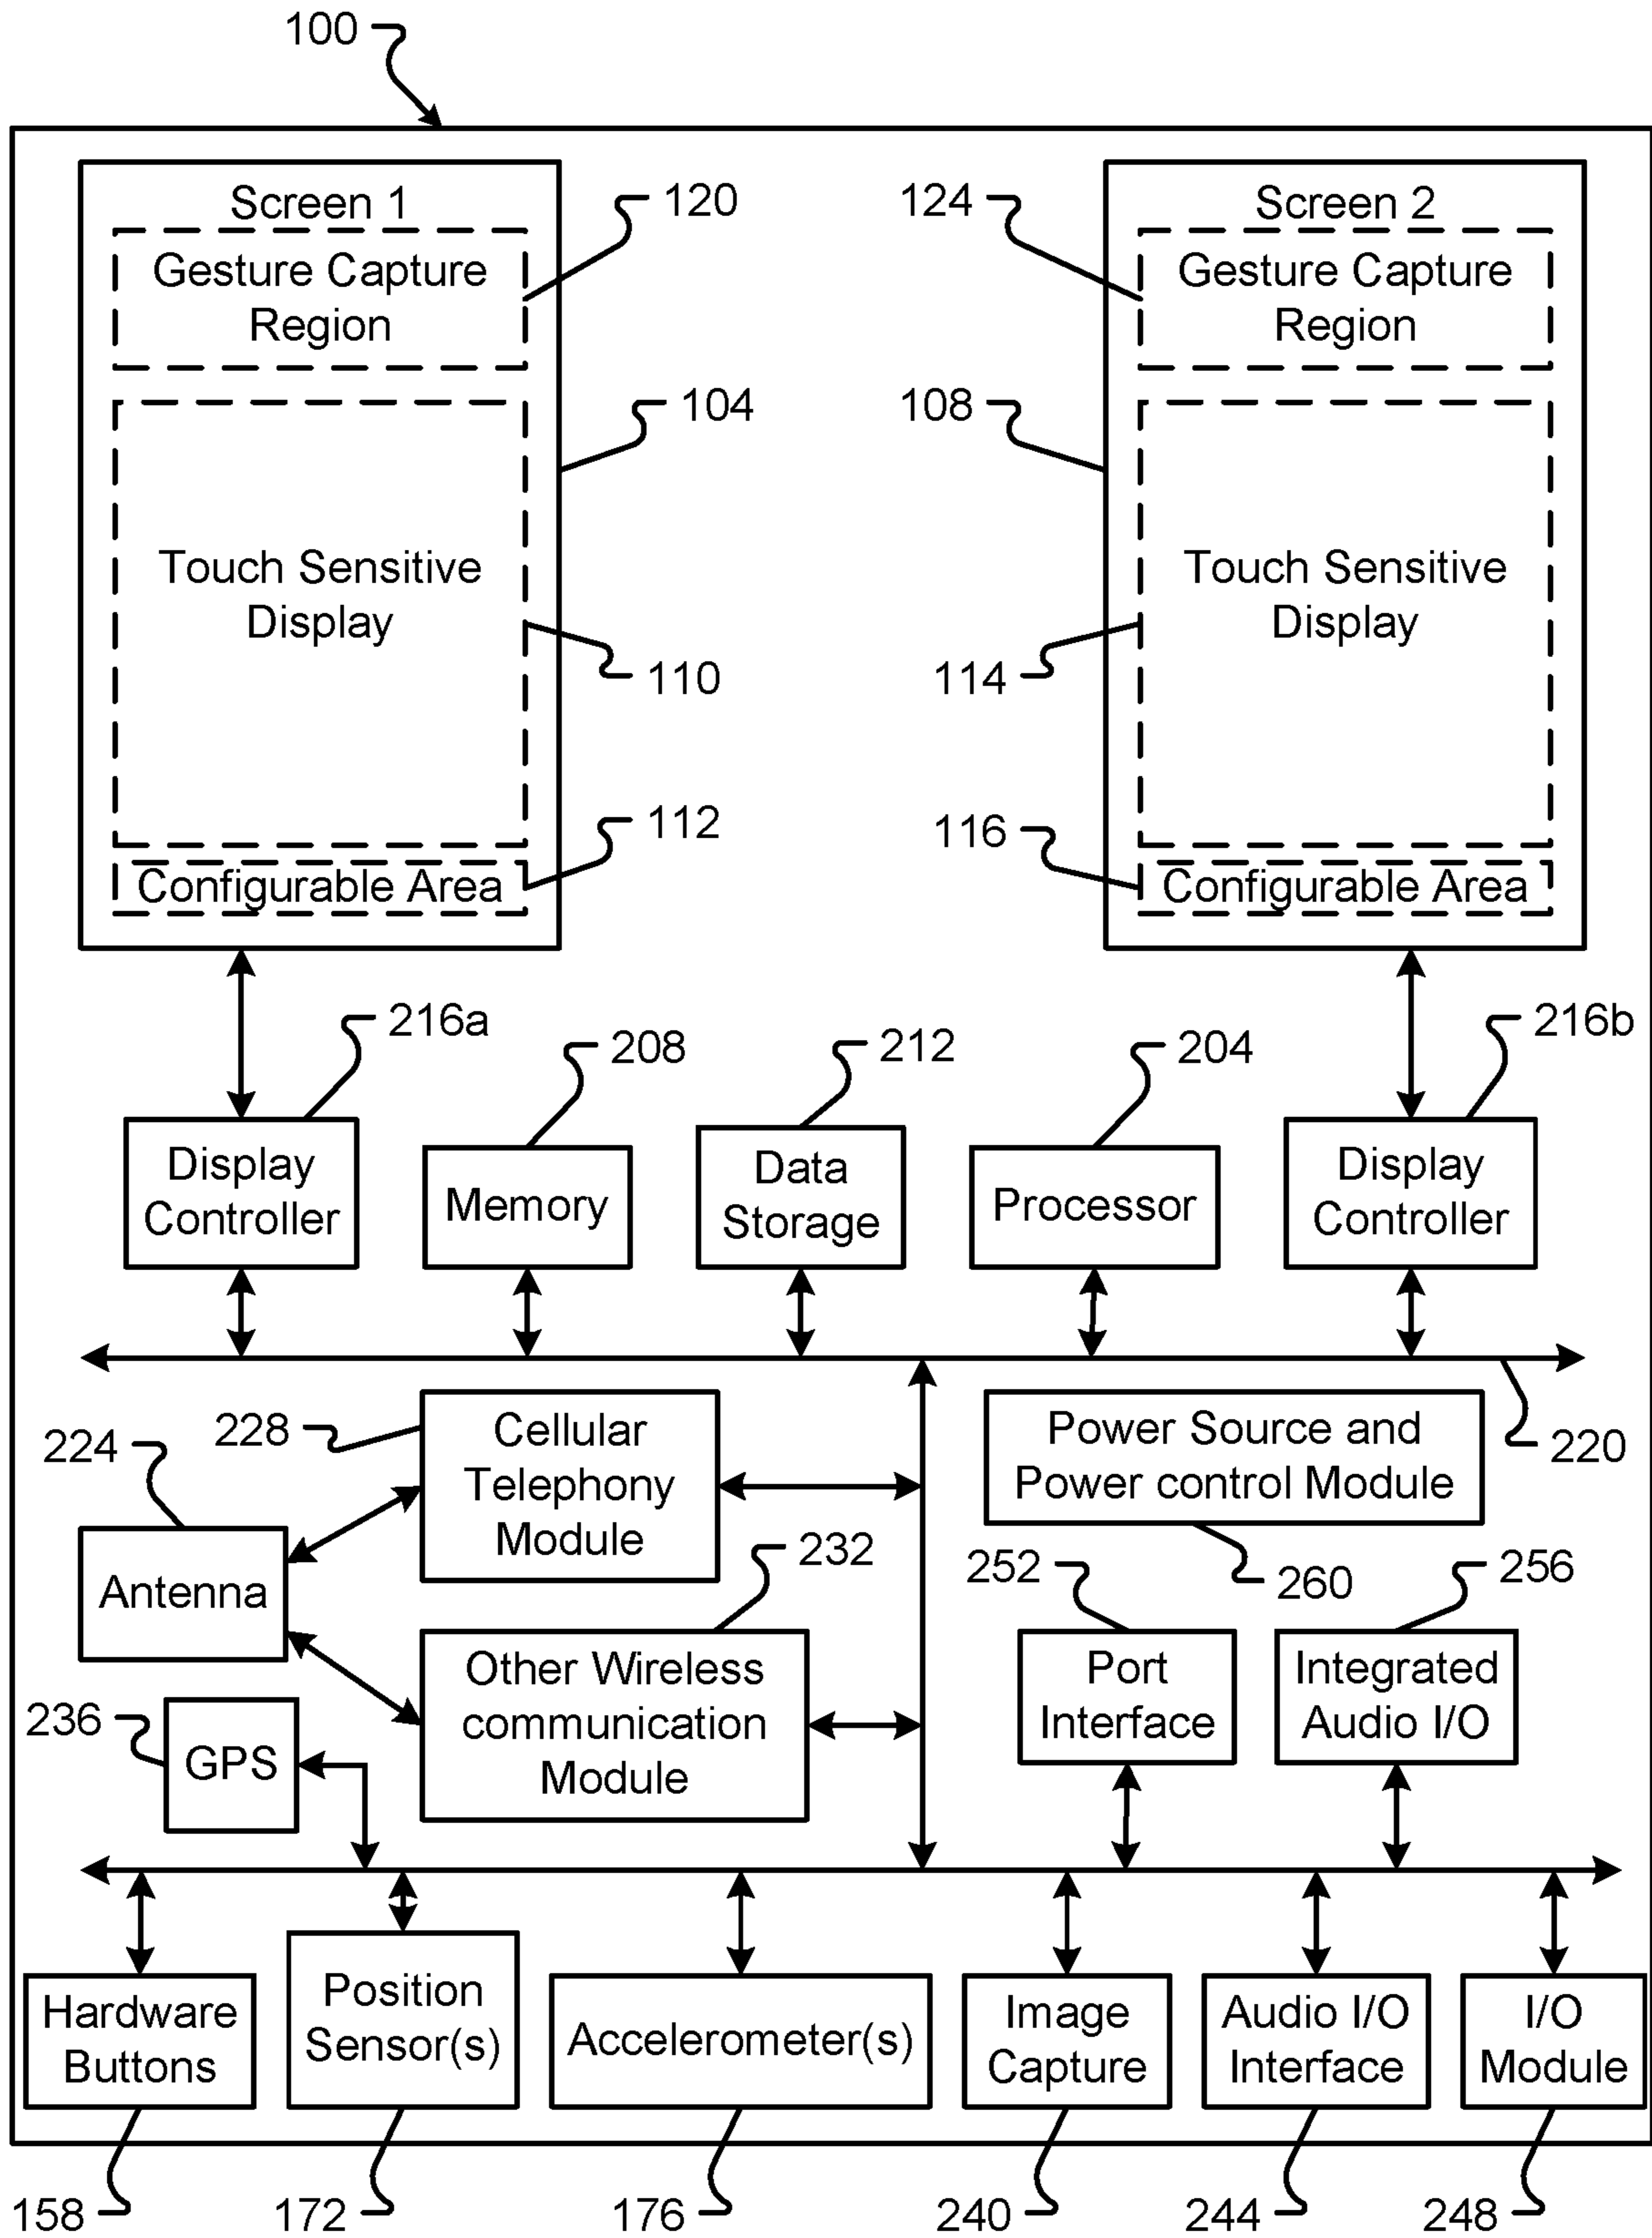 100
Screen 1
120
124
Screen 2
Gesture Capture
Region
Gesture Capture
Region
104
108
Touch Sensitive
Display
Touch Sensitive
Display
110
114
112
116
Configurable Area
Configurable Area
216a
208
212
204
216b
Display
Controller
Memory
Data
Storage
Processor
Display
Controller
228
Cellular
Telephony
Module
Power Source and
Power control Module
220
224
Antenna
232
252
260
256
Other Wireless
communication
Module
Port
Interface
Integrated
Audio I/O
236
GPS
Hardware
Buttons
Position
Sensor(s)
Accelerometer(s)
Image
Capture
Audio I/O
Interface
I/O
Module
158
172
176
240
244
248